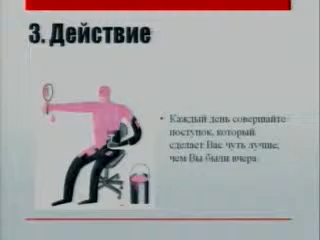 3. Действие
Каждый день совершайте
поступок, который
сделает Вас чуть лучше,
чем Вы были вчера